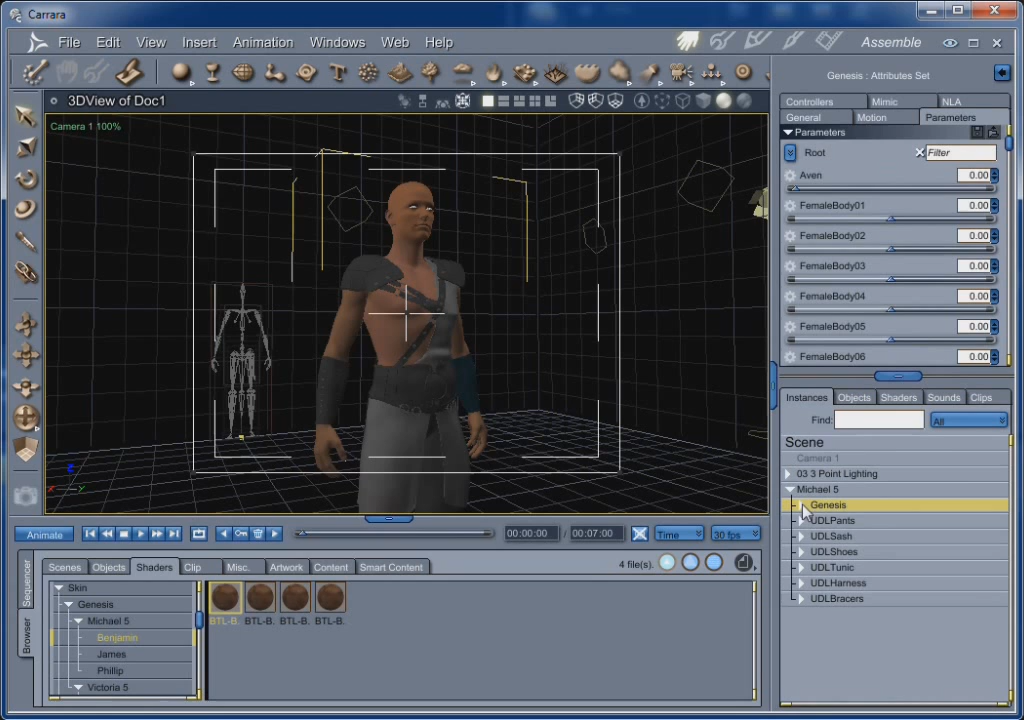 Carrara
File Edit View Insert Animation Windows Web Help
Assemble
3DView of Doc1
Camera 1 100%
Genesis : Attributes Set
Controllers Mimic NLA
General Motion Parameters
Parameters
Root Filter
Aven 0.00
FemaleBody01 0.00
FemaleBody02 0.00
FemaleBody03 0.00
FemaleBody04 0.00
FemaleBody05 0.00
FemaleBody06 0.00
Instances Objects Shaders Sounds Clips
Find: All
Scene
Camera 1
03 3 Point Lighting
Michael 5
Genesis
UDLPants
UDLSash
UDLShoes
UDLTunic
UDLHarness
UDLBracers
Animate 00:00:00 / 00:07:00 Time 30 fps
Sequencer
Browser
Scenes Objects Shaders Clip Misc. Artwork Content Smart Content 4 file(s).
Skin
Genesis
Michael 5
Benjamin
James
Phillip
Victoria 5
BTL-B. BTL-B. BTL-B. BTL-B.